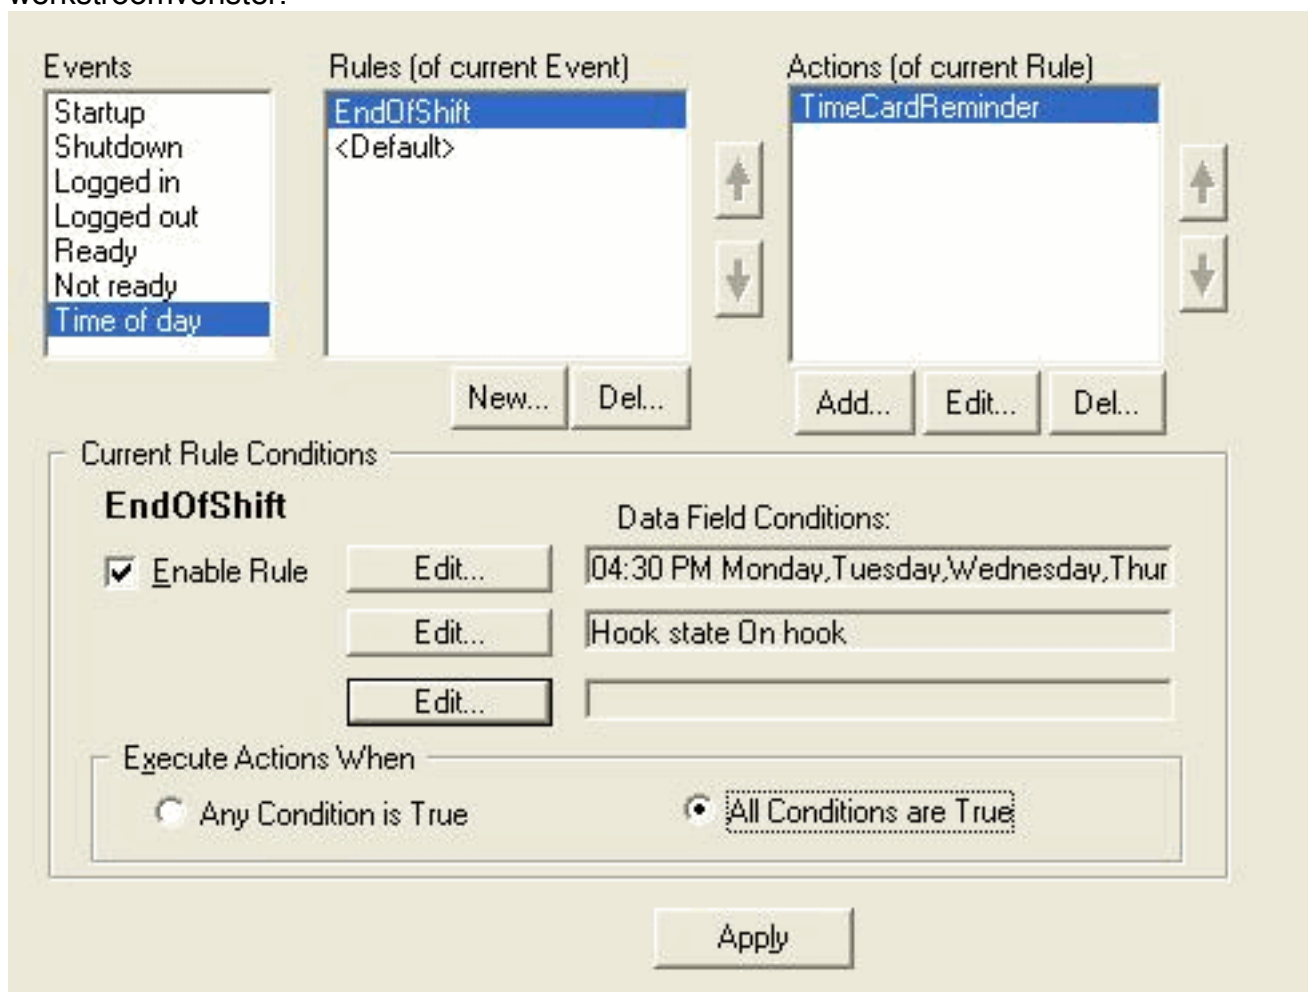 werkstroomvenster.
Events
Rules (of current Event)
Actions (of current Rule)
Startup
Shutdown
Logged in
Logged out
Ready
Not ready
Time of day
EndOfShift
<Default>
TimeCardReminder
New...
Del...
Add...
Edit...
Del...
Current Rule Conditions
EndOfShift
Data Field Conditions:
Enable Rule
Edit...
04:30 PM Monday,Tuesday,Wednesday,Thur
Edit...
Hook state On hook
Edit...
Execute Actions When
Any Condition is True
All Conditions are True
Apply